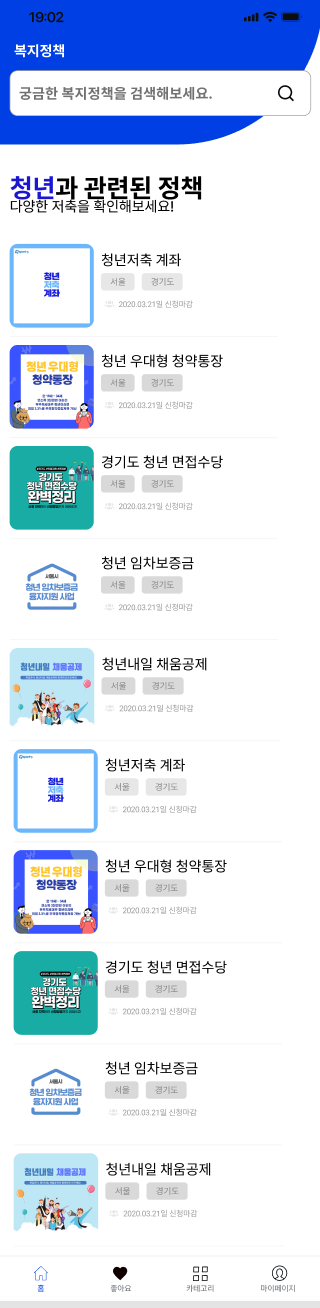 19:02
복지정책
궁금한 복지정책을 검색해보세요.
청년과 관련된 정책
다양한 저축을 확인해보세요!
청년
저축
계좌
청년저축 계좌
서울 경기도
2020.03.21일 신청마감
청년 우대형
청약통장
청년 우대형 청약통장
서울 경기도
2020.03.21일 신청마감
경기도
청년 면접수당
완벽정리
경기도 청년 면접수당
서울 경기도
2020.03.21일 신청마감
서울시
청년 임차보증금
융자지원 사업
청년 임차보증금
서울 경기도
2020.03.21일 신청마감
청년내일 채움공제
청년내일 채움공제
서울 경기도
2020.03.21일 신청마감
청년
저축
계좌
청년저축 계좌
서울 경기도
2020.03.21일 신청마감
청년 우대형
청약통장
청년 우대형 청약통장
서울 경기도
2020.03.21일 신청마감
경기도
청년 면접수당
완벽정리
경기도 청년 면접수당
서울 경기도
2020.03.21일 신청마감
서울시
청년 임차보증금
융자지원 사업
청년 임차보증금
서울 경기도
2020.03.21일 신청마감
청년내일 채움공제
청년내일 채움공제
서울 경기도
2020.03.21일 신청마감
홈 좋아요 카테고리 마이페이지